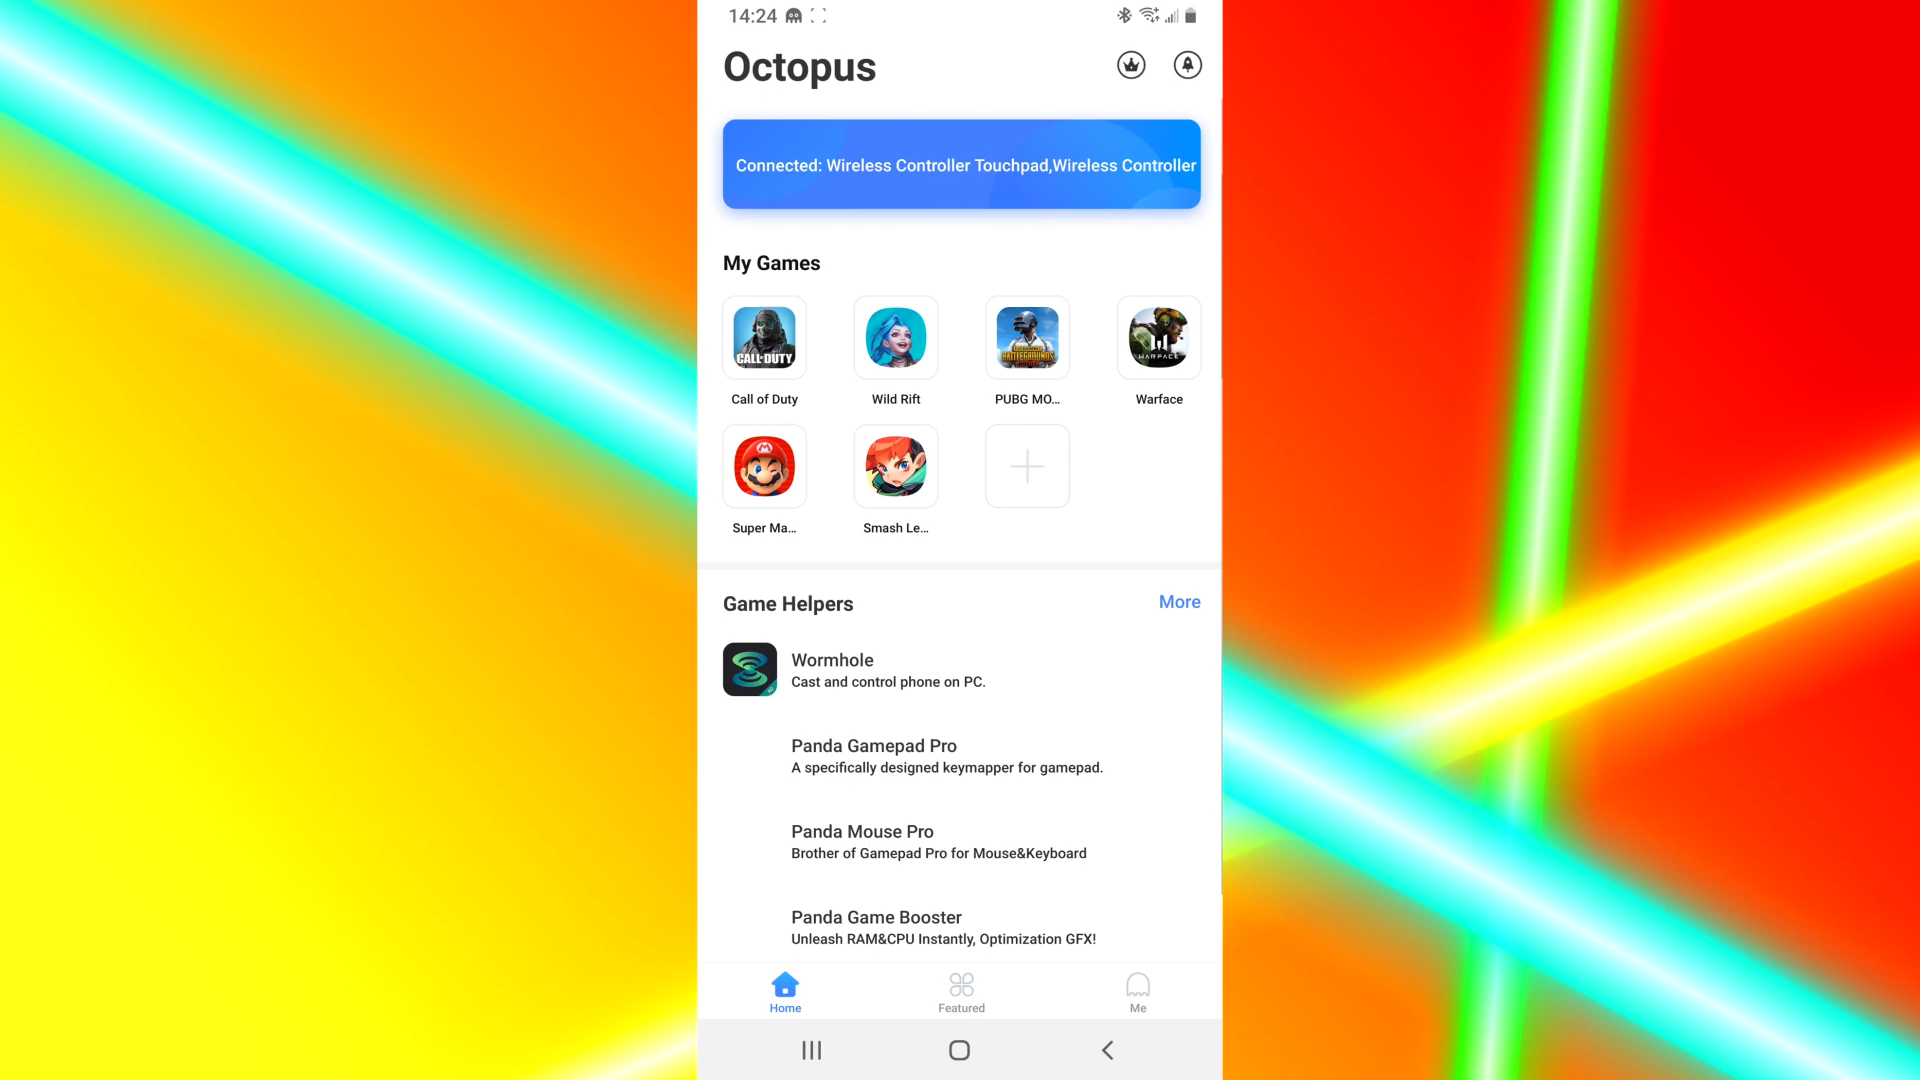 14:24
Octopus
Connected: Wireless Controller Touchpad,Wireless Controller
My Games
CALL·DUTY
BATTLEGROUNDS
WARFACE
Call of Duty
Wild Rift
PUBG MO...
Warface
M
Super Ma...
Smash Le...
Game Helpers
More
Wormhole
Cast and control phone on PC.
Panda Gamepad Pro
A specifically designed keymapper for gamepad.
Panda Mouse Pro
Brother of Gamepad Pro for Mouse&Keyboard
Panda Game Booster
Unleash RAM&CPU Instantly, Optimization GFX!
Home
Featured
Me